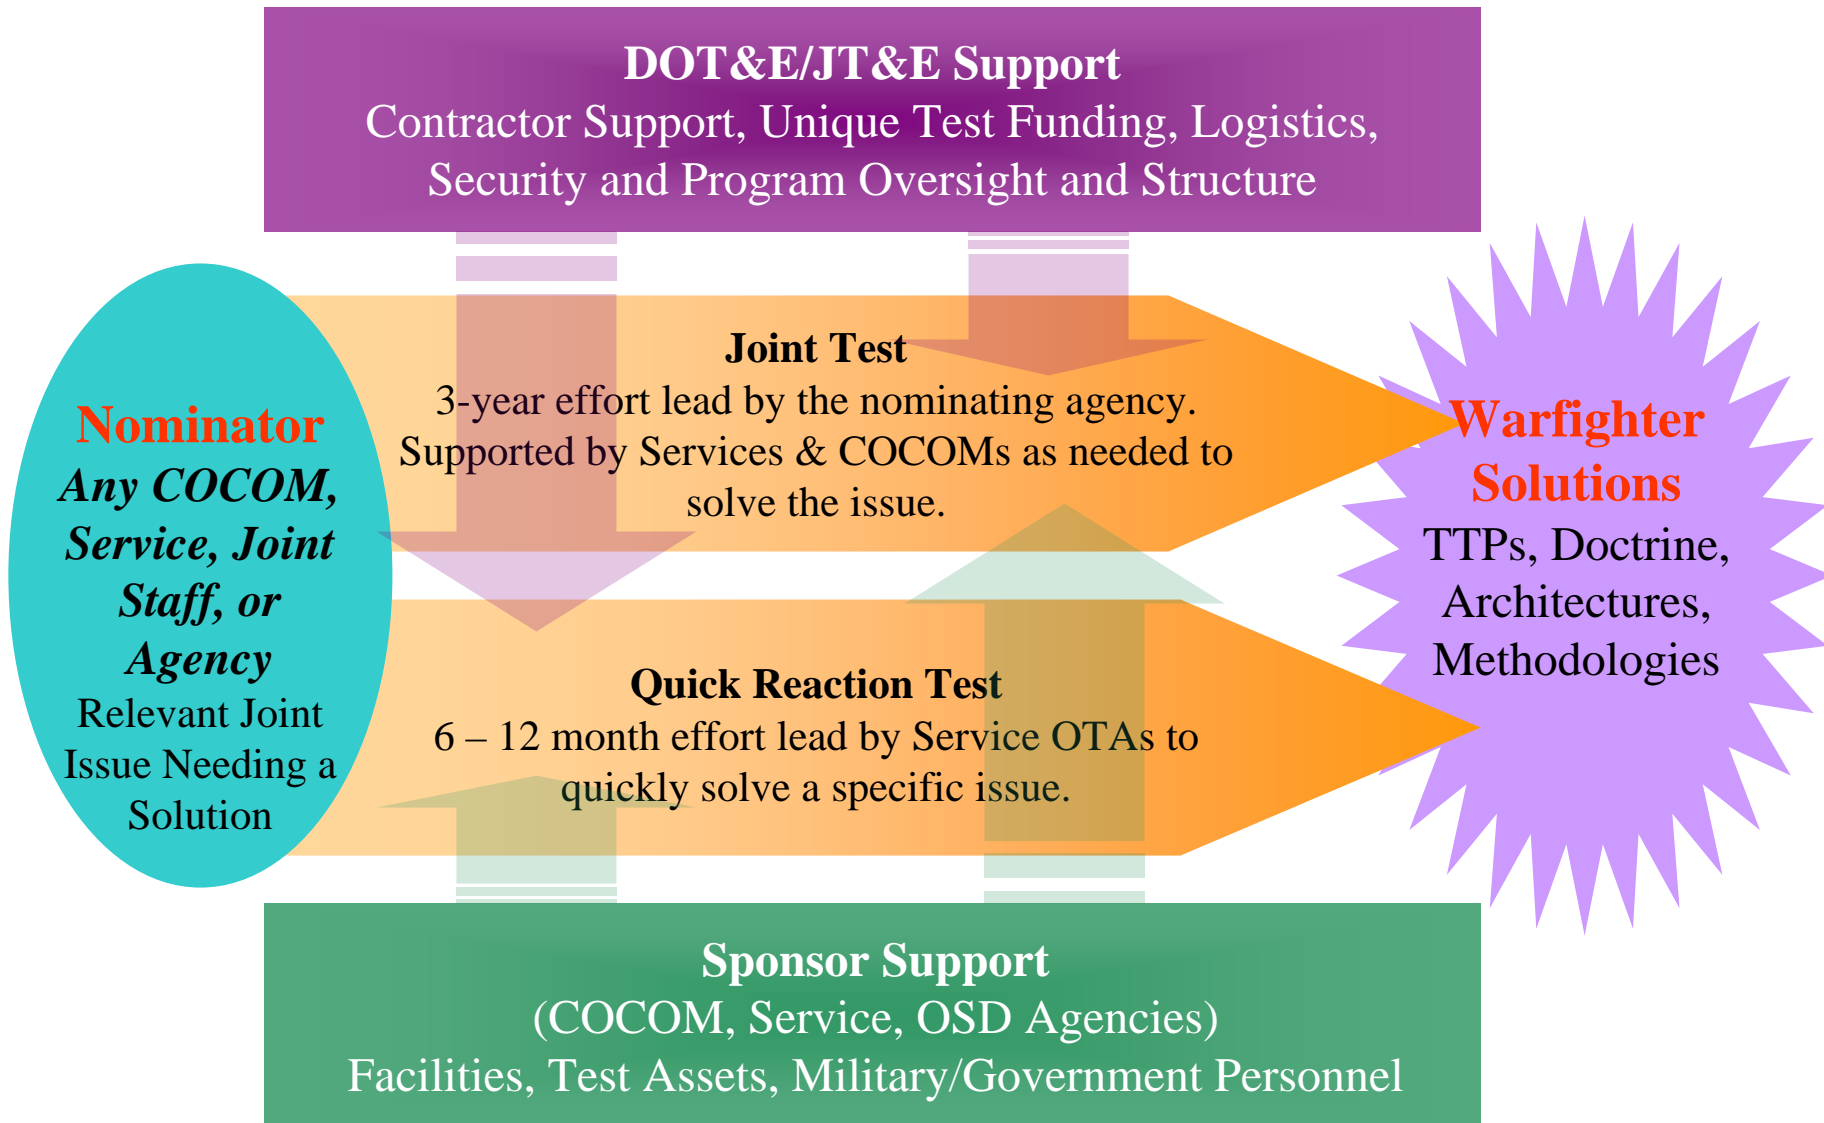 DOT&E/JT&E Support
Contractor Support, Unique Test Funding, Logistics,
Security and Program Oversight and Structure
Nominator
Any COCOM,
Service, Joint
Staff, or
Agency
Relevant Joint
Issue Needing a
Solution
Joint Test
3-year effort lead by the nominating agency.
Supported by Services & COCOMs as needed to
solve the issue.
Quick Reaction Test
6 – 12 month effort lead by Service OTAs to
quickly solve a specific issue.
Warfighter
Solutions
TTPs, Doctrine,
Architectures,
Methodologies
Sponsor Support
(COCOM, Service, OSD Agencies)
Facilities, Test Assets, Military/Government Personnel